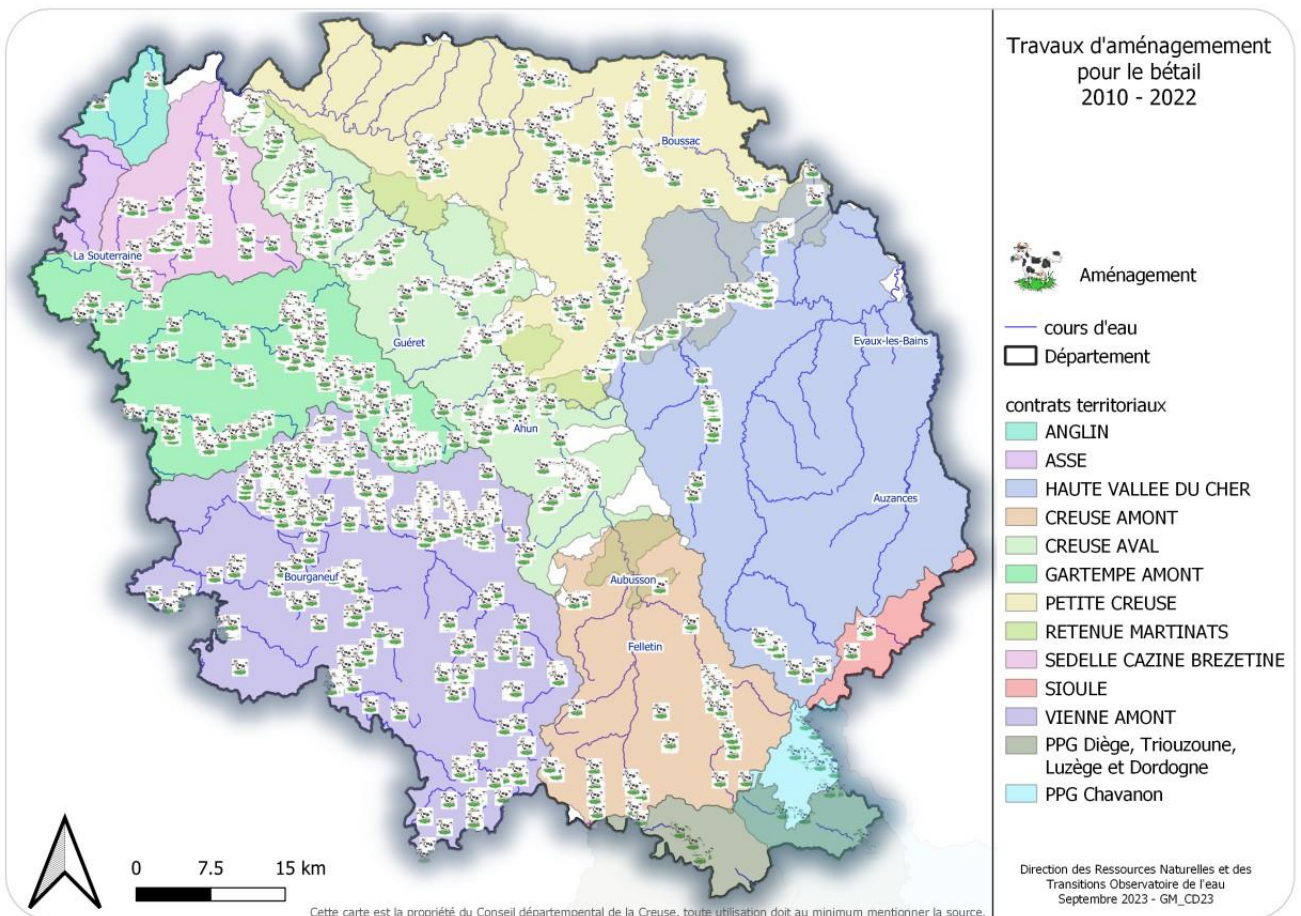 Travaux d'aménagemement
pour le bétail
2010 - 2022
Aménagement
cours d'eau
Département
contrats territoriaux
ANGLIN
ASSE
HAUTE VALLEE DU CHER
CREUSE AMONT
CREUSE AVAL
GARTEMPE AMONT
PETITE CREUSE
RETENUE MARTINATS
SEDELLE CAZINE BREZETINE
SIOULE
VIENNE AMONT
PPG Diège, Triouzoune,
Luzège et Dordogne
PPG Chavanon
Direction des Ressources Naturelles et des
Transitions Observatoire de l'eau
Septembre 2023 - GM_CD23
Boussac
La Souterraine
Guéret
Evaux-les-Bains
Ahun
Auzances
Bourganeuf
Aubusson
Felletin
0 7.5 15 km
Cette carte est la propriété du Conseil départempental de la Creuse, toute utilisation doit au minimum mentionner la source.